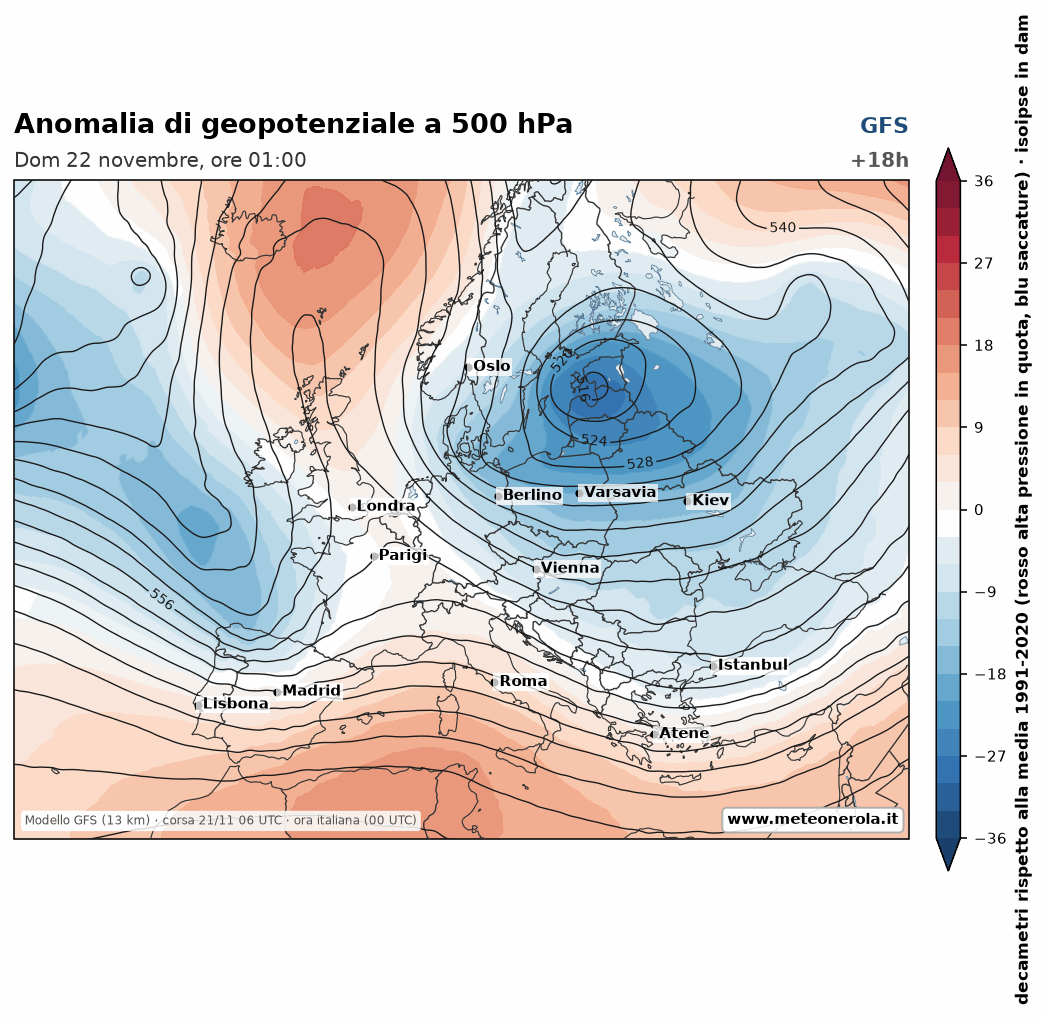 Anomalia di geopotenziale a 500 hPa
GFS
Dom 22 novembre, ore 01:00
+18h
540
520
516
524
528
556
Oslo
Berlino
Varsavia
Kiev
Londra
Parigi
Vienna
Istanbul
Roma
Madrid
Lisbona
Atene
Modello GFS (13 km) · corsa 21/11 06 UTC · ora italiana (00 UTC)
www.meteonerola.it
36
27
18
9
0
−9
−18
−27
−36
decametri rispetto alla media 1991-2020 (rosso alta pressione in quota, blu saccature) · isoipse in dam